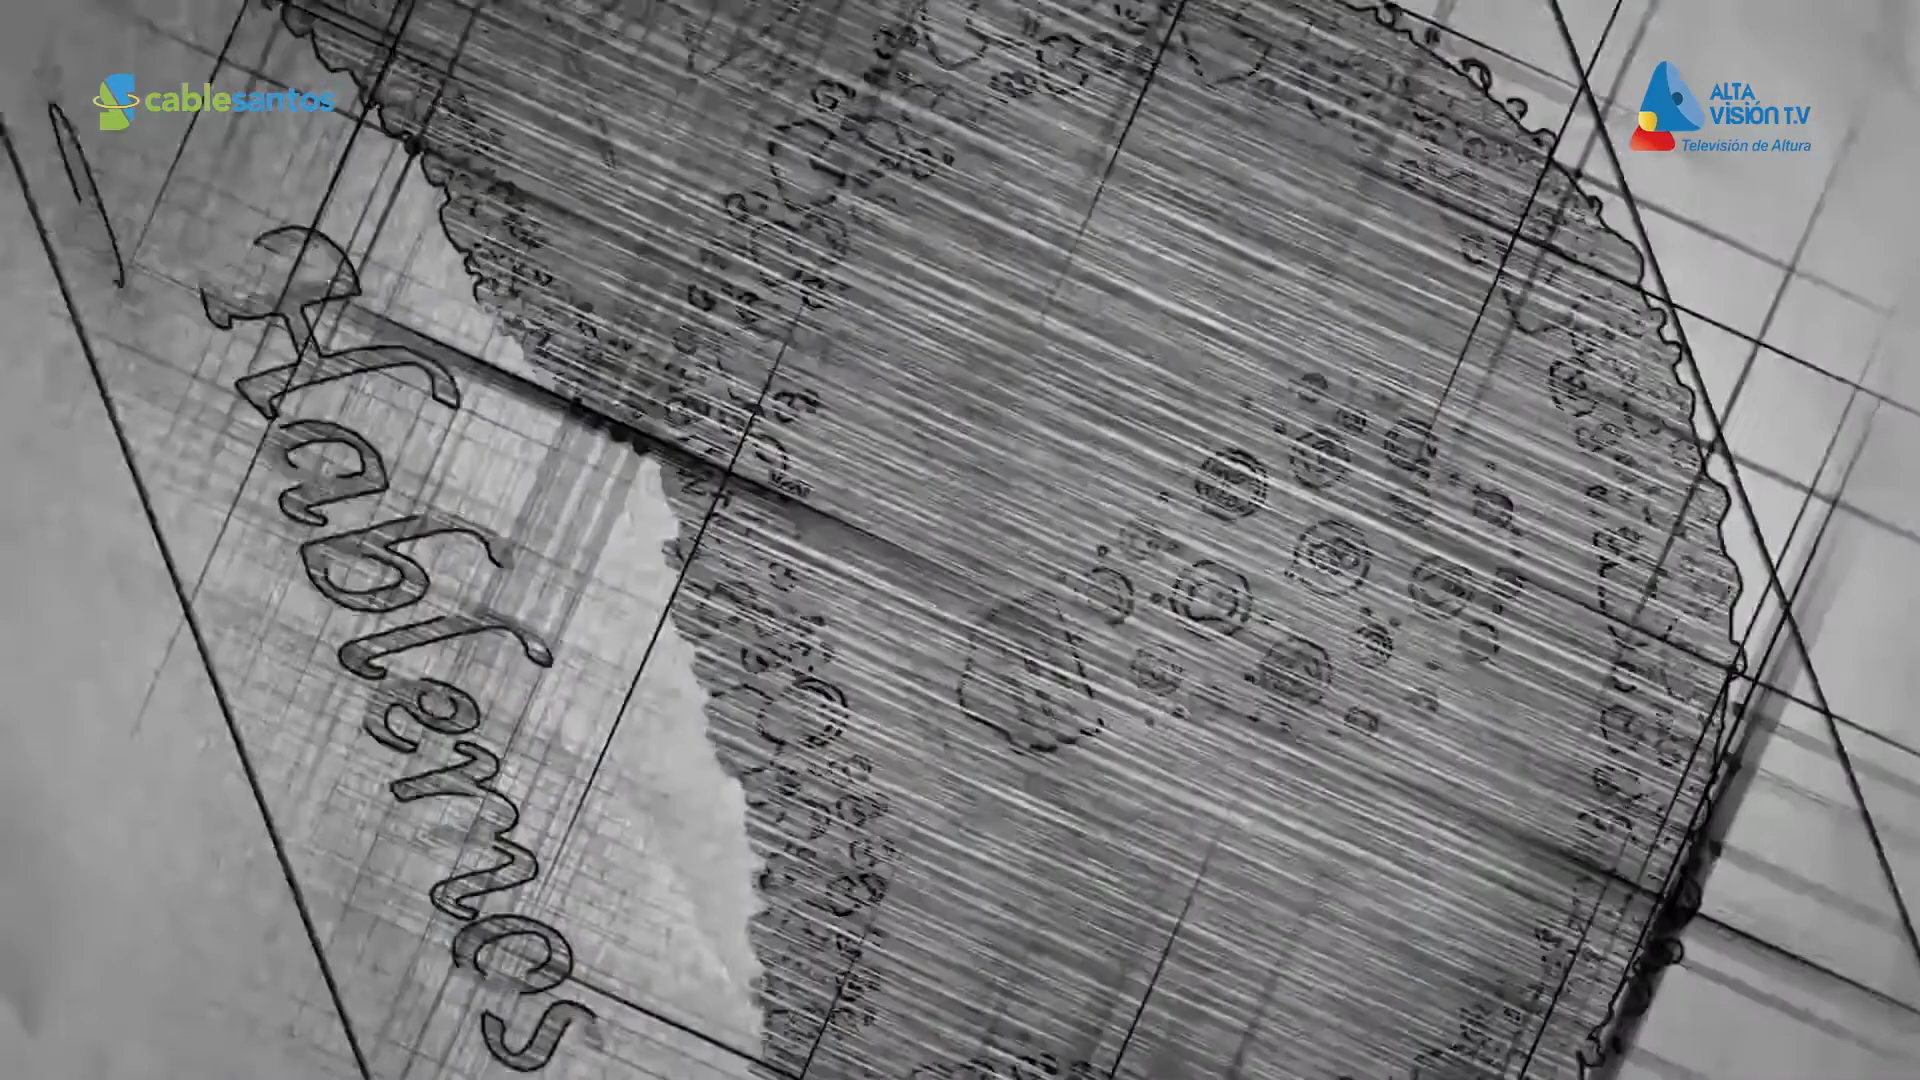 cablesantos
ALTA
VISIÓN T.V
Televisión de Altura
Hablemos